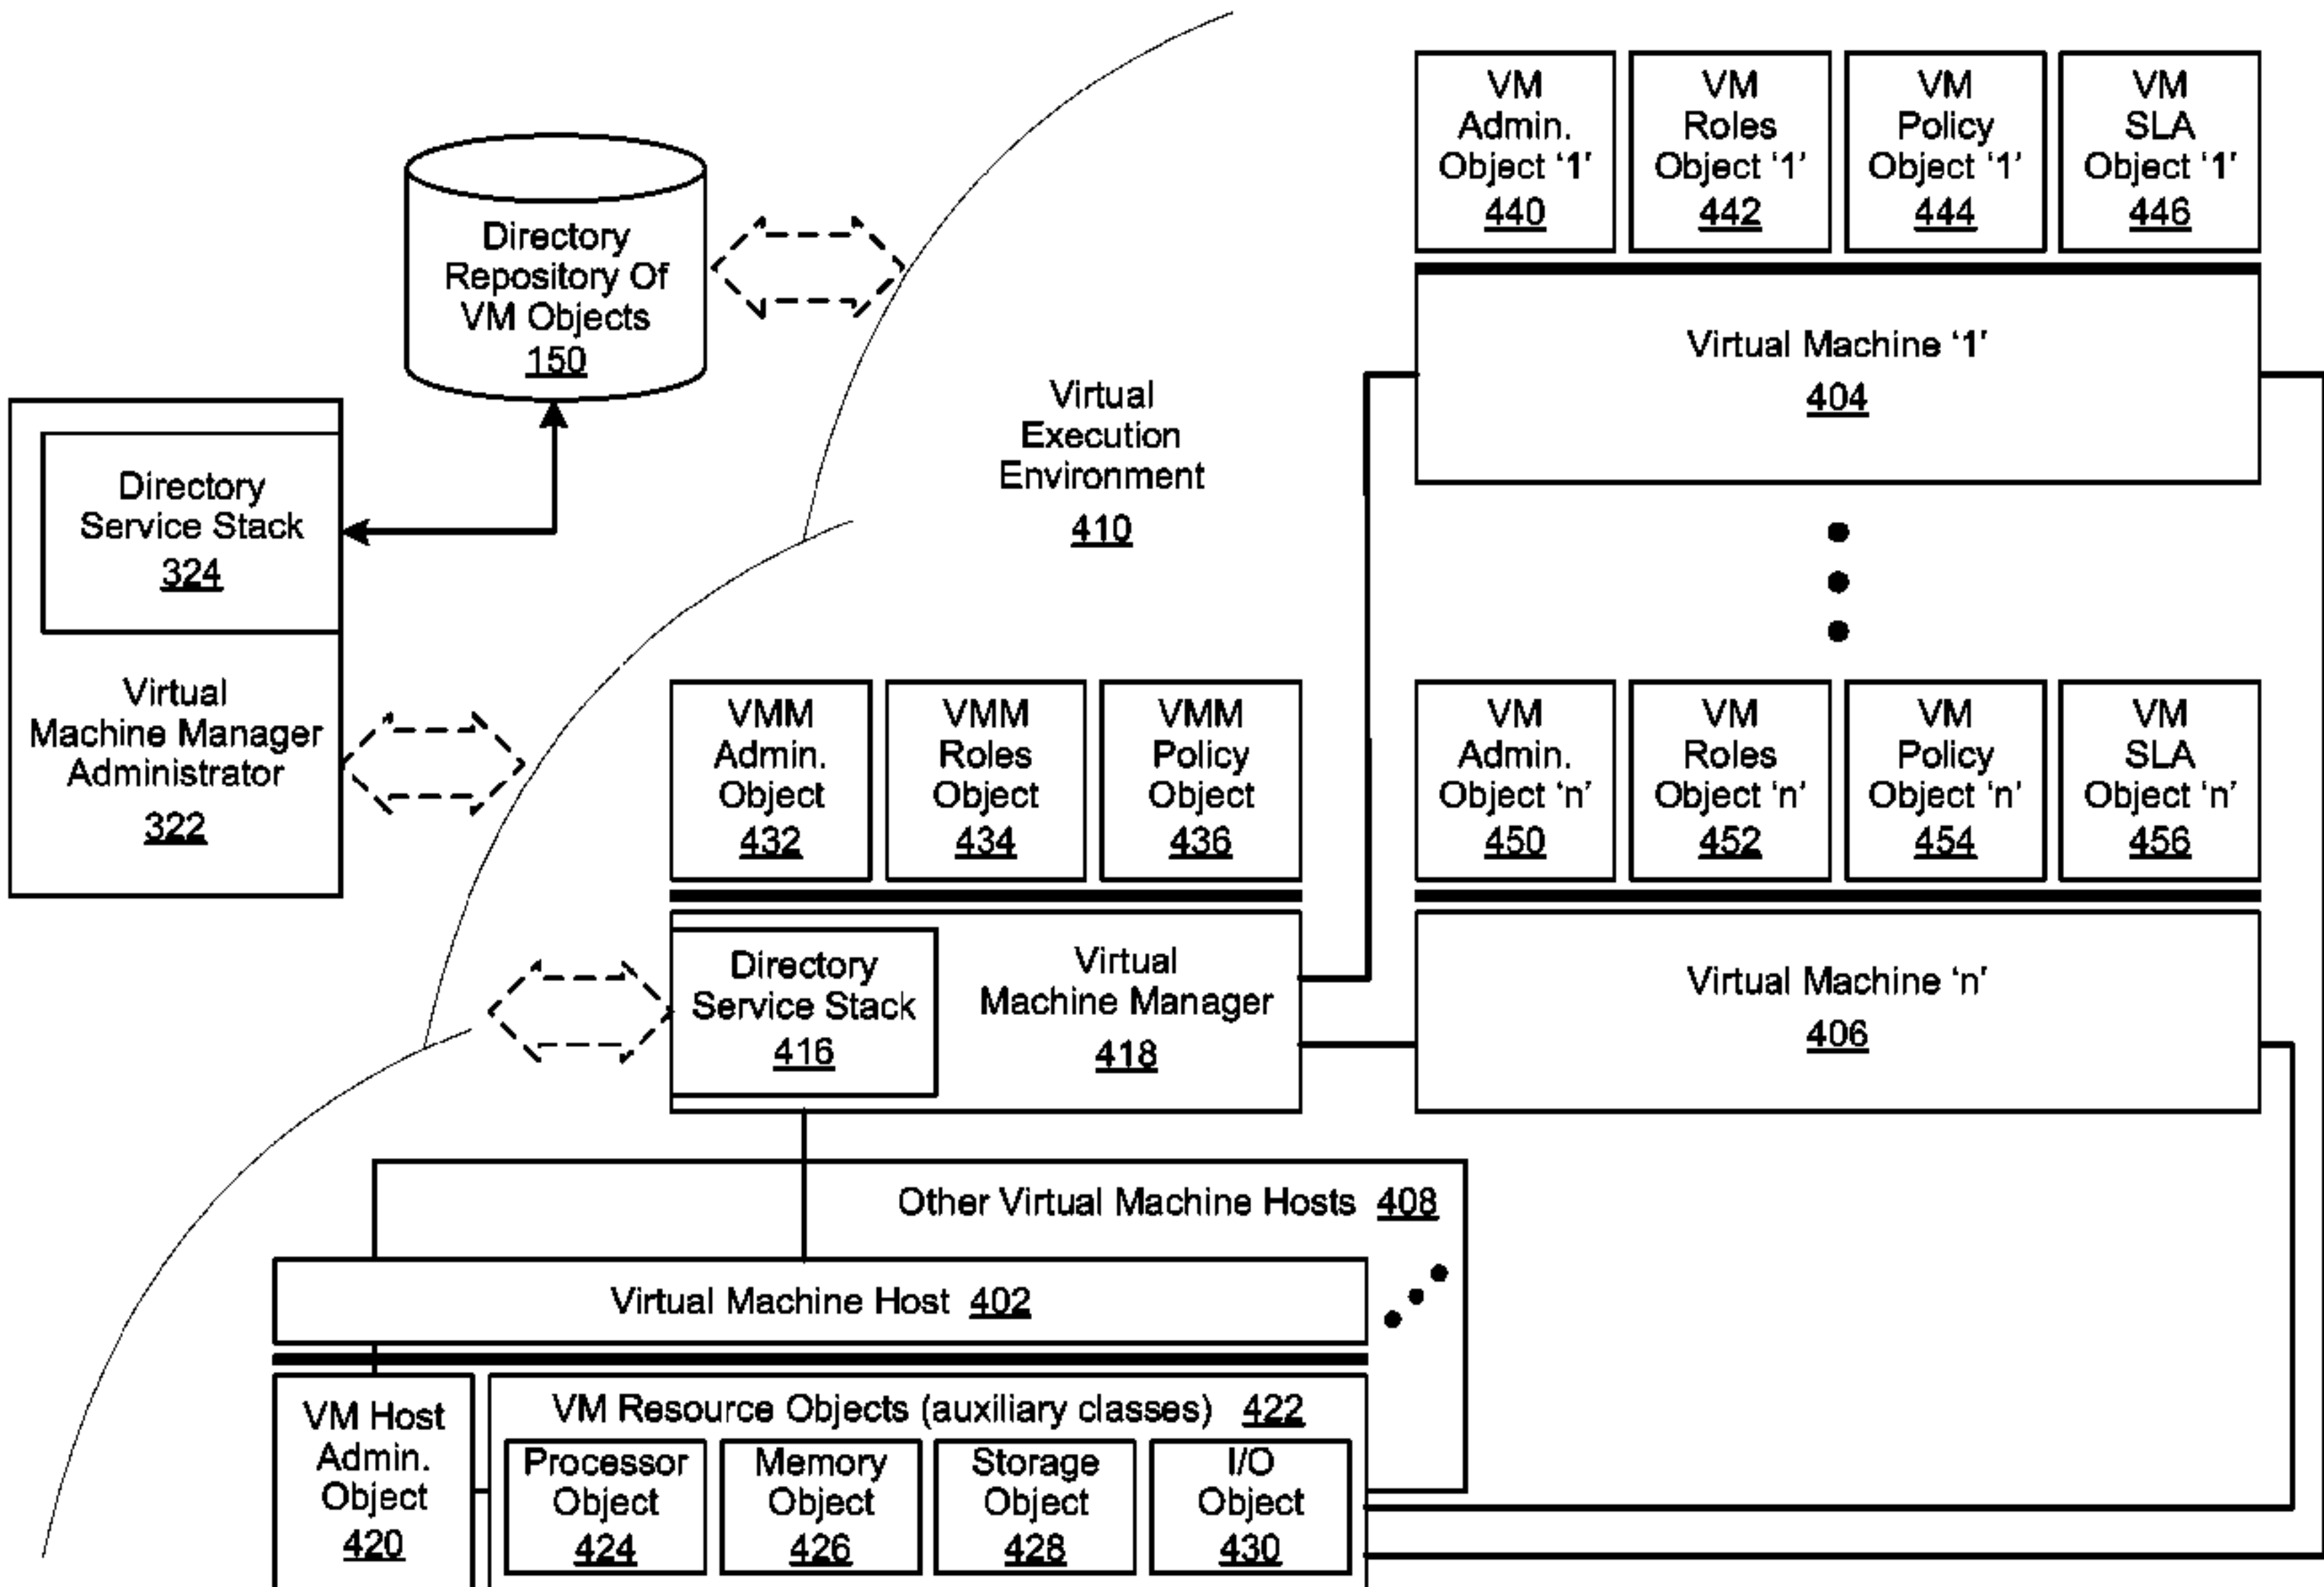 Directory
Repository Of
VM Objects
150
Directory
Service Stack
324
Virtual
Machine Manager
Administrator
322
Virtual
Execution
Environment
410
VM
Admin.
Object ‘1’
440
VM
Roles
Object ‘1’
442
VM
Policy
Object ‘1’
444
VM
SLA
Object ‘1’
446
Virtual Machine ‘1’
404
VMM
Admin.
Object
432
VMM
Roles
Object
434
VMM
Policy
Object
436
Directory
Service Stack
416
Virtual
Machine Manager
418
VM
Admin.
Object ‘n’
450
VM
Roles
Object ‘n’
452
VM
Policy
Object ‘n’
454
VM
SLA
Object ‘n’
456
Virtual Machine ‘n’
406
Other Virtual Machine Hosts 408
Virtual Machine Host 402
VM Host
Admin.
Object
420
VM Resource Objects (auxiliary classes) 422
Processor
Object
424
Memory
Object
426
Storage
Object
428
I/O
Object
430